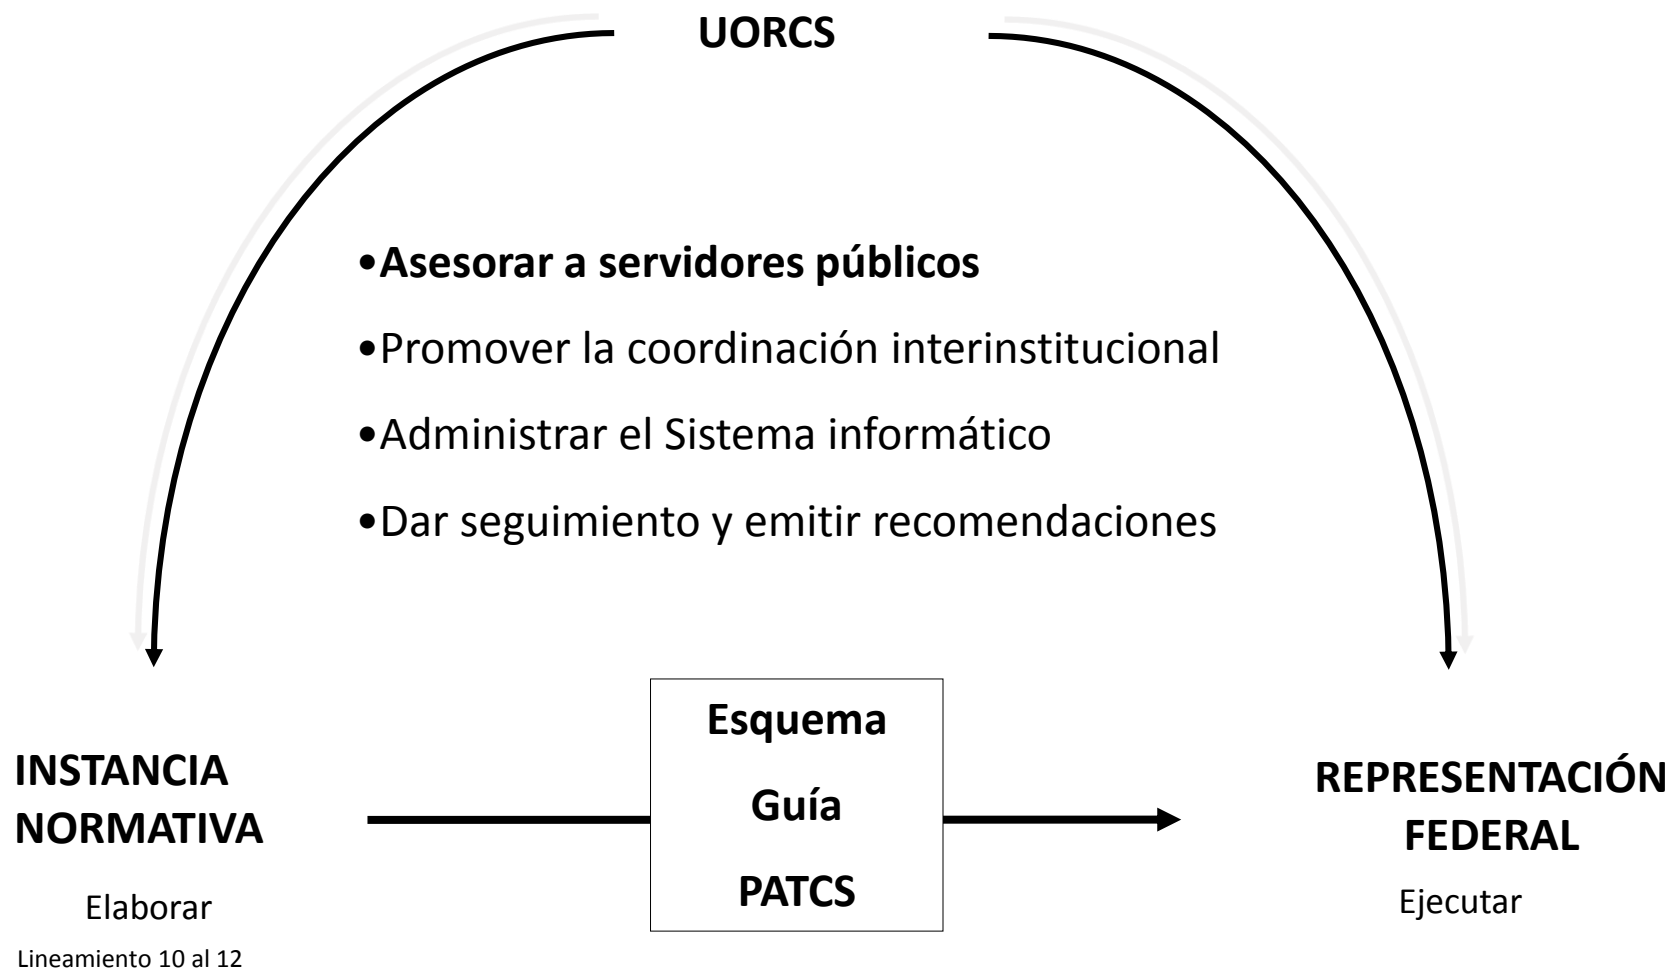 UORCS
•Asesorar a servidores públicos
•Promover la coordinación interinstitucional
•Administrar el Sistema informático
•Dar seguimiento y emitir recomendaciones
INSTANCIA
NORMATIVA
Elaborar
Lineamiento 10 al 12
Esquema
Guía
PATCS
REPRESENTACIÓN
FEDERAL
Ejecutar